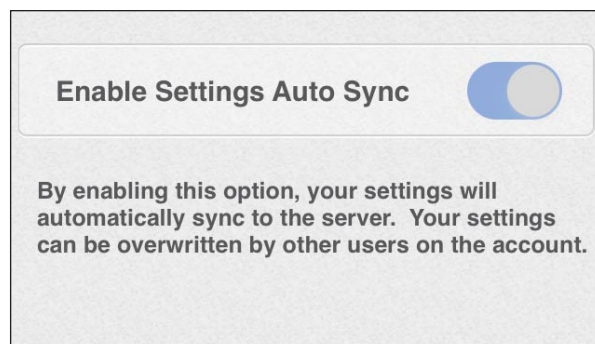 Enable Settings Auto Sync
By enabling this option, your settings will
automatically sync to the server.  Your settings
can be overwritten by other users on the account.